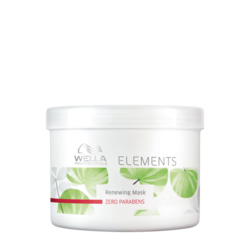 WELLA
ELEMENTS
Renewing Mask
ZERO PARABENS